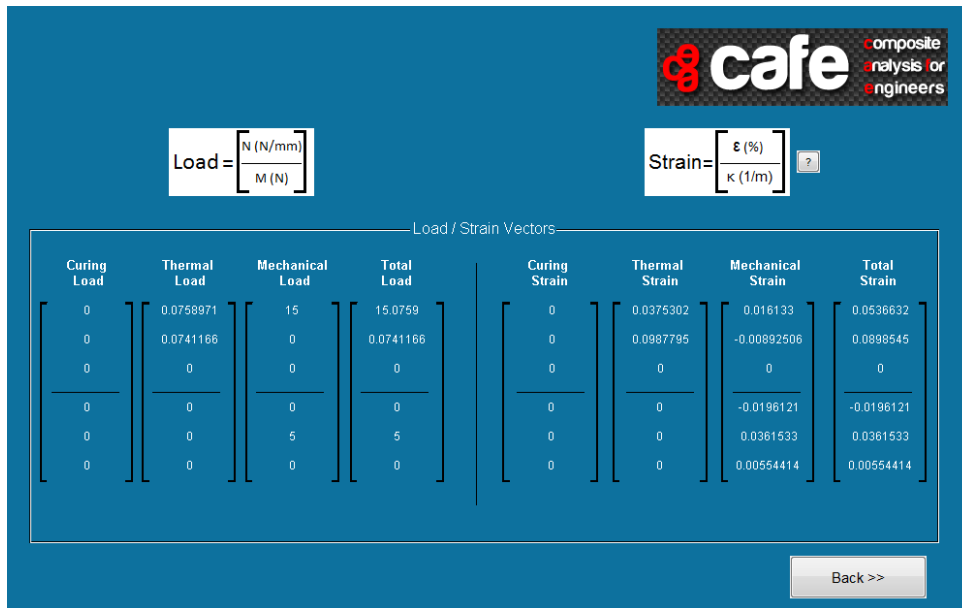 cafe
composite
analysis for
engineers
Load = N (N/mm)
M (N)
Strain= ε (%)
κ (1/m)
?
Load / Strain Vectors
Curing Load Thermal Load Mechanical Load Total Load Curing Strain Thermal Strain Mechanical Strain Total Strain
0 0.0758971 15 15.0759 0 0.0375302 0.016133 0.0536632
0 0.0741166 0 0.0741166 0 0.0987795 -0.00892506 0.0898545
0 0 0 0 0 0 0 0
0 0 0 0 0 0 -0.0196121 -0.0196121
0 0 5 5 0 0 0.0361533 0.0361533
0 0 0 0 0 0 0.00554414 0.00554414
Back >>